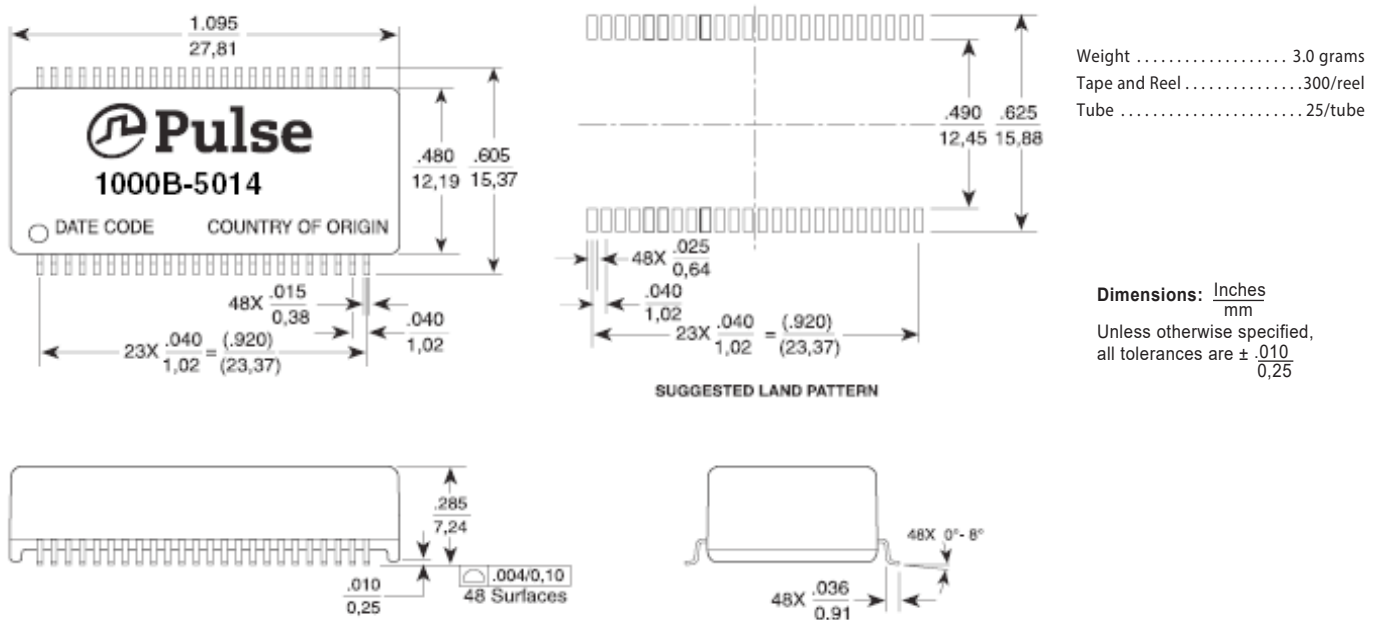 1.095
27,81
Pulse
1000B-5014
DATE CODE COUNTRY OF ORIGIN
.480
12,19
.605
15,37
48X .015
0,38
.040
1,02
23X .040 = (.920)
1,02 (23,37)
.490
12,45
.625
15,88
48X .025
0,64
.040
1,02
23X .040 = (.920)
1,02 (23,37)
SUGGESTED LAND PATTERN
Weight .................. 3.0 grams
Tape and Reel ..............300/reel
Tube ...................... 25/tube
Dimensions: Inches
mm
Unless otherwise specified,
all tolerances are ± .010
0,25
.285
7,24
.010
0,25
.004/0,10
48 Surfaces
48X 0°- 8°
48X .036
0,91